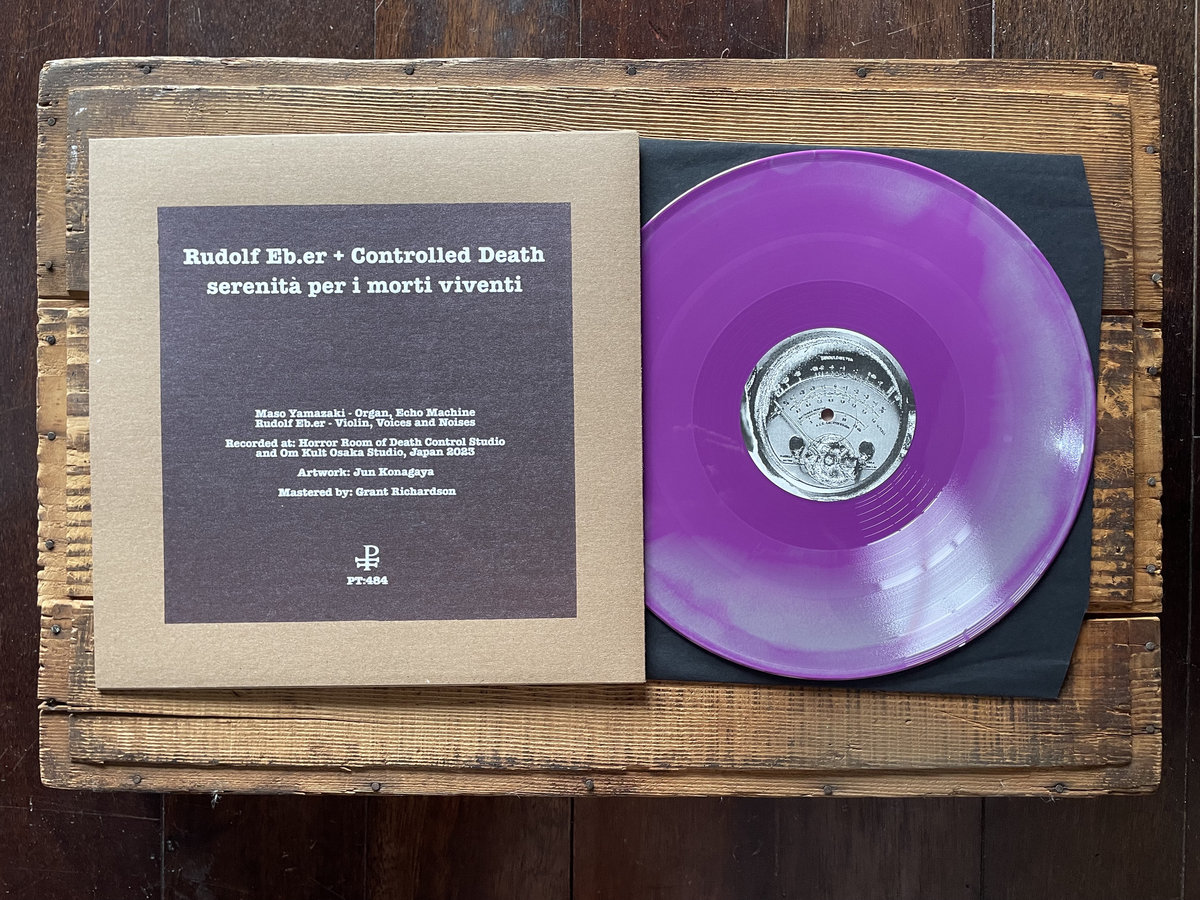 Rudolf Eb.er + Controlled Death
serenità per i morti viventi
Maso Yamazaki - Organ, Echo Machine
Rudolf Eb.er - Violin, Voices and Noises
Recorded at: Horror Room of Death Control Studio
and Om Kult Osaka Studio, Japan 2023
Artwork: Jun Konagaya
Mastered by: Grant Richardson
PT:484